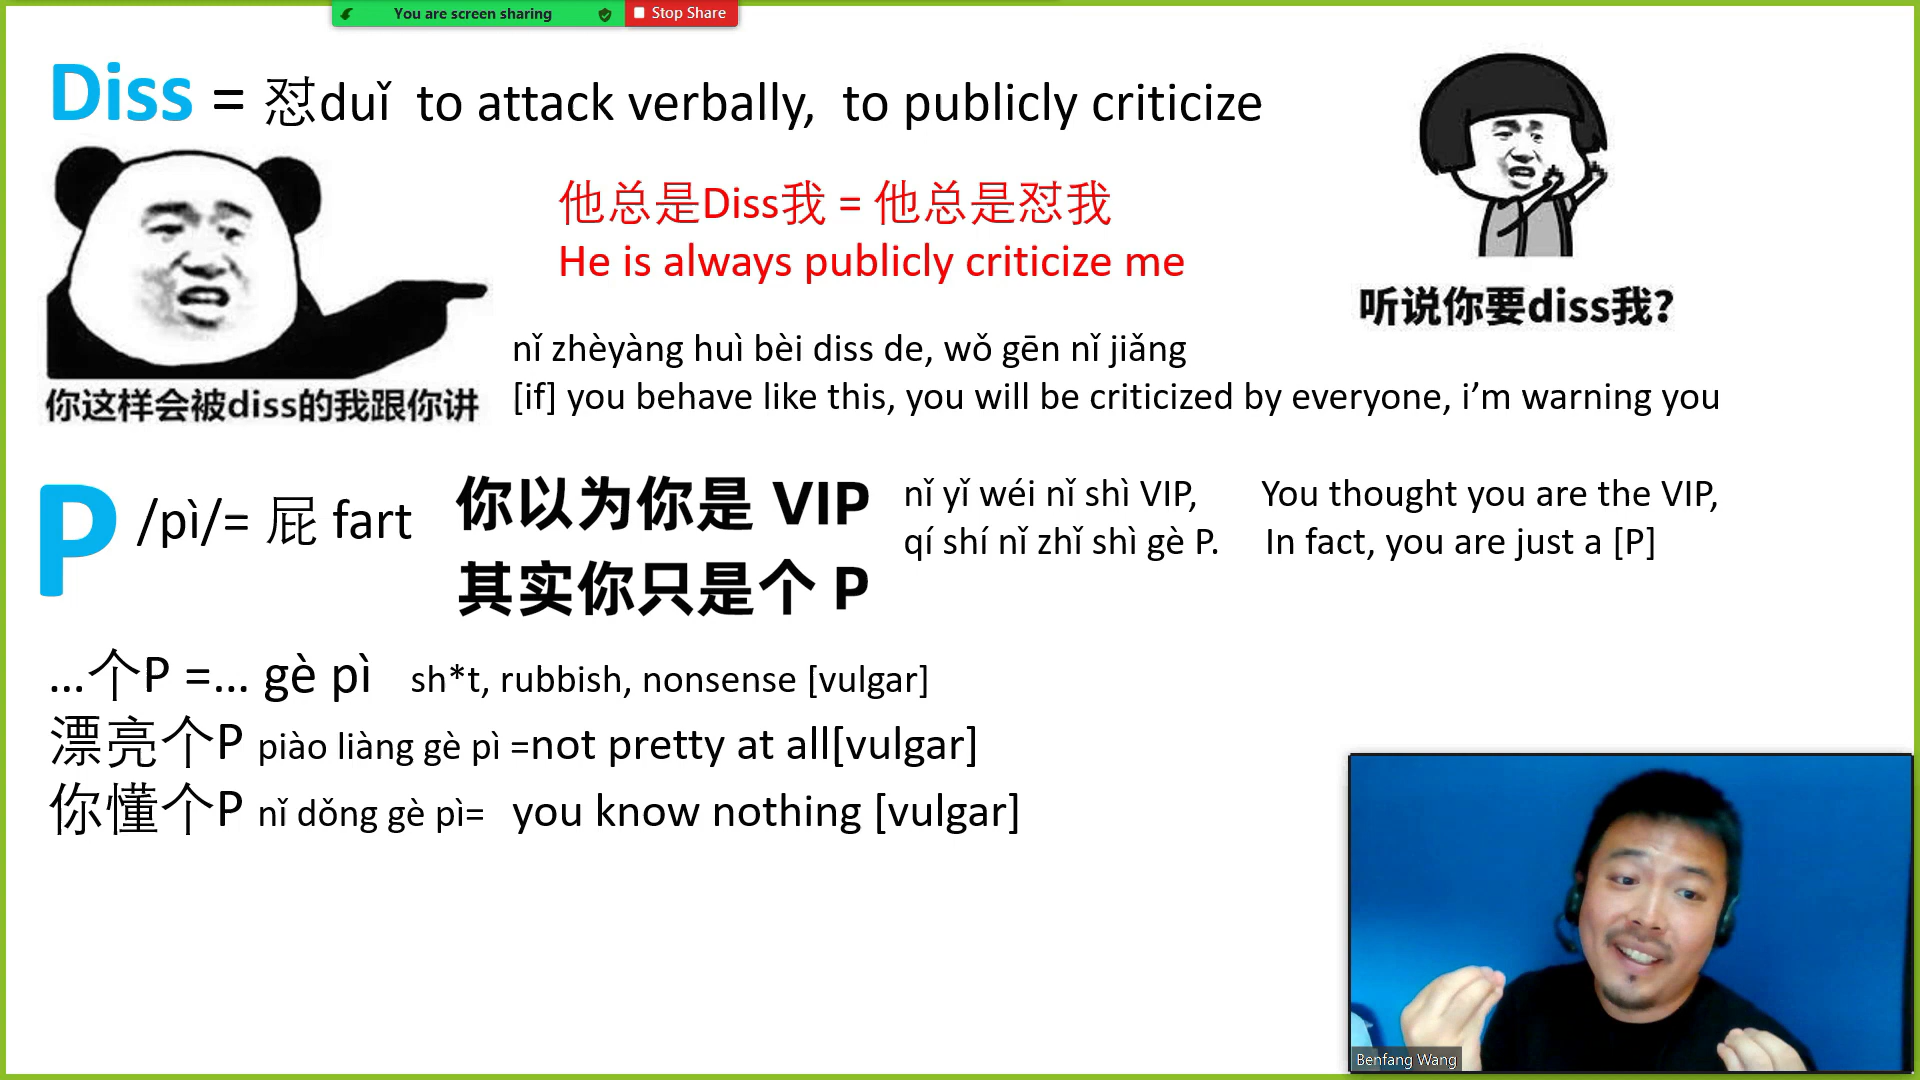 You are screen sharing Stop Share
Diss = 怼duǐ to attack verbally, to publicly criticize
他总是Diss我 = 他总是怼我
He is always publicly criticize me
听说你要diss我?
nǐ zhèyàng huì bèi diss de, wǒ gēn nǐ jiǎng
[if] you behave like this, you will be criticized by everyone, i’m warning you
你这样会被diss的我跟你讲
P /pì/= 屁 fart
你以为你是 VIP
其实你只是个 P
nǐ yǐ wéi nǐ shì VIP, You thought you are the VIP,
qí shí nǐ zhǐ shì gè P. In fact, you are just a [P]
...个P =... gè pì sh*t, rubbish, nonsense [vulgar]
漂亮个P piào liàng gè pì =not pretty at all[vulgar]
你懂个P nǐ dǒng gè pì= you know nothing [vulgar]
Benfang Wang